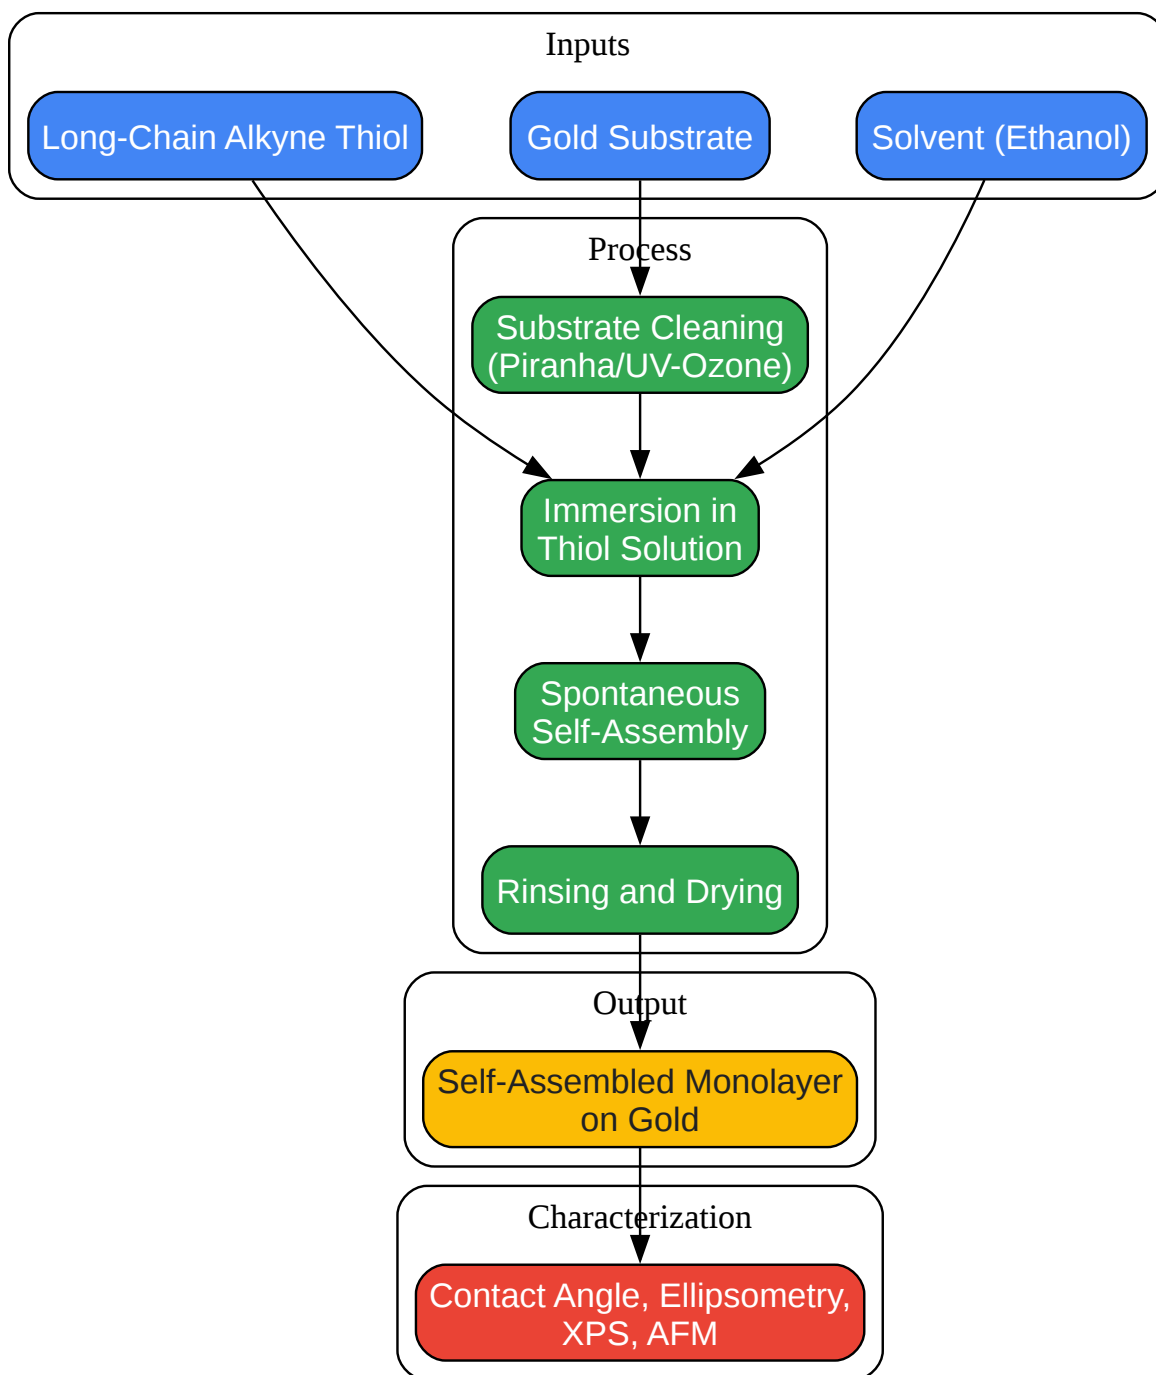 Inputs
Long-Chain Alkyne Thiol
Gold Substrate
Solvent (Ethanol)
Process
Substrate Cleaning
(Piranha/UV-Ozone)
Immersion in
Thiol Solution
Spontaneous
Self-Assembly
Rinsing and Drying
Output
Self-Assembled Monolayer
on Gold
Characterization
Contact Angle, Ellipsometry,
XPS, AFM